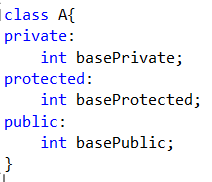 class A{
private:
    int basePrivate;
protected:
    int baseProtected;
public:
    int basePublic;
}